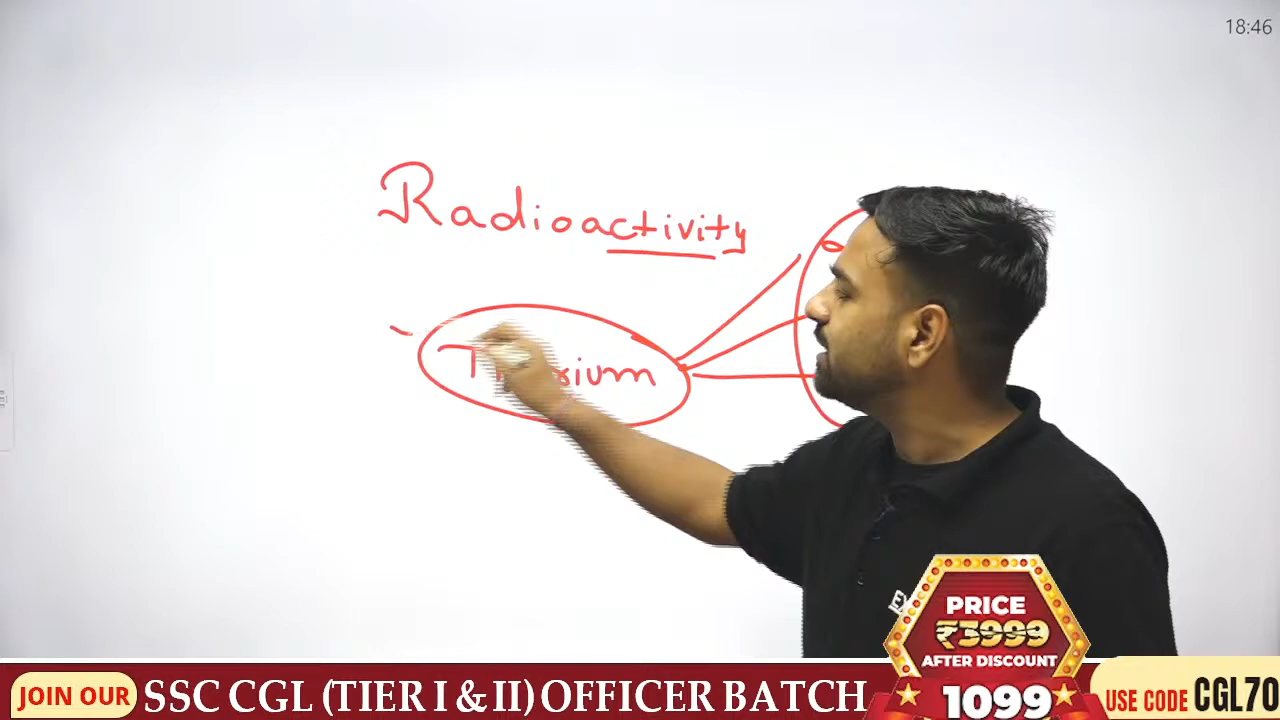 18:46
Radioactivity
PRICE
₹3999
AFTER DISCOUNT
1099
JOIN OUR SSC CGL (TIER I & II) OFFICER BATCH
USE CODE CGL70